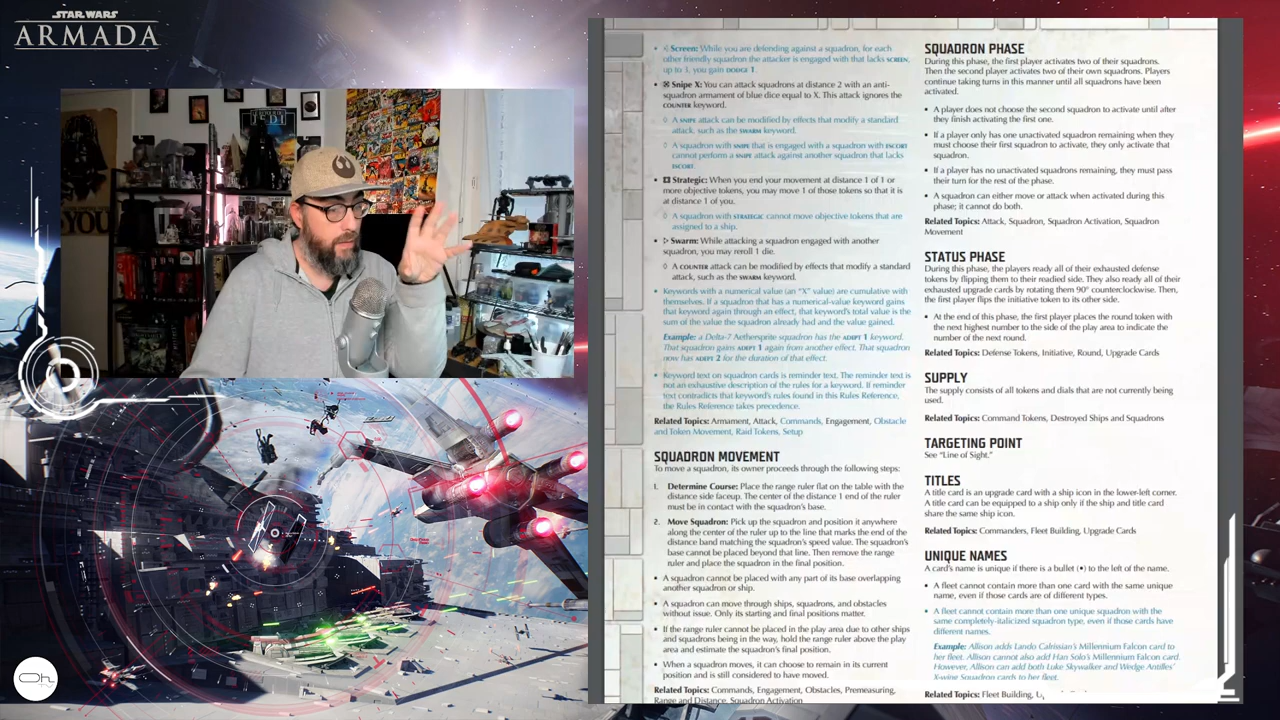 STAR WARS
ARMADA
YOU
• Screen: While you are defending against a squadron, for each
other friendly squadron the attacker is engaged with that lacks SCREEN,
up to 3, you gain DODGE 1.
• Snipe X: You can attack squadrons at distance 2 with an anti-
squadron armament of blue dice equal to X. This attack ignores the
COUNTER keyword.
◊ A SNIPE attack can be modified by effects that modify a standard
attack, such as the SWARM keyword.
◊ A squadron with SNIPE that is engaged with a squadron with ESCORT
cannot perform a SNIPE attack against another squadron that lacks
ESCORT.
• Strategic: When you end your movement at distance 1 of 1 or
more objective tokens, you may move 1 of those tokens so that it is
at distance 1 of you.
◊ A squadron with STRATEGIC cannot move objective tokens that are
assigned to a ship.
• Swarm: While attacking a squadron engaged with another
squadron, you may reroll 1 die.
◊ A COUNTER attack can be modified by effects that modify a standard
attack, such as the SWARM keyword.
• Keywords with a numerical value (an "X" value) are cumulative with
themselves. If a squadron that has a numerical-value keyword gains
that keyword again through an effect, that keyword's total value is the
sum of the value the squadron already had and the value gained.
Example: a Delta-7 Aethersprite squadron has the ADEPT 1 keyword.
That squadron gains ADEPT 1 again from another effect. That squadron
now has ADEPT 2 for the duration of that effect.
• Keyword text on squadron cards is reminder text. The reminder text is
not an exhaustive description of the rules for a keyword. If reminder
text contradicts that keyword's rules found in this Rules Reference,
the Rules Reference takes precedence.
Related Topics: Armament, Attack, Commands, Engagement, Obstacle
and Token Movement, Raid Tokens, Setup
SQUADRON MOVEMENT
To move a squadron, its owner proceeds through the following steps:
1. Determine Course: Place the range ruler flat on the table with the
distance side faceup. The center of the distance 1 end of the ruler
must be in contact with the squadron's base.
2. Move Squadron: Pick up the squadron and position it anywhere
along the center of the ruler up to the line that marks the end of the
distance band matching the squadron's speed value. The squadron's
base cannot be placed beyond that line. Then remove the range
ruler and place the squadron in the final position.
• A squadron cannot be placed with any part of its base overlapping
another squadron or ship.
• A squadron can move through ships, squadrons, and obstacles
without issue. Only its starting and final positions matter.
• If the range ruler cannot be placed in the play area due to other ships
and squadrons being in the way, hold the range ruler above the play
area and estimate the squadron's final position.
• When a squadron moves, it can choose to remain in its current
position and is still considered to have moved.
Related Topics: Commands, Engagement, Obstacles, Premeasuring,
Range and Distance, Squadron Activation
SQUADRON PHASE
During this phase, the first player activates two of their squadrons.
Then the second player activates two of their own squadrons. Players
continue taking turns in this manner until all squadrons have been
activated.
• A player does not choose the second squadron to activate until after
they finish activating the first one.
• If a player only has one unactivated squadron remaining when they
must choose their first squadron to activate, they only activate that
squadron.
• If a player has no unactivated squadrons remaining, they must pass
their turn for the rest of the phase.
• A squadron can either move or attack when activated during this
phase; it cannot do both.
Related Topics: Attack, Squadron, Squadron Activation, Squadron
Movement
STATUS PHASE
During this phase, the players ready all of their exhausted defense
tokens by flipping them to their readied side. They also ready all of their
exhausted upgrade cards by rotating them 90° counterclockwise. Then,
the first player flips the initiative token to its other side.
• At the end of this phase, the first player places the round token with
the next highest number to the side of the play area to indicate the
number of the next round.
Related Topics: Defense Tokens, Initiative, Round, Upgrade Cards
SUPPLY
The supply consists of all tokens and dials that are not currently being
used.
Related Topics: Command Tokens, Destroyed Ships and Squadrons
TARGETING POINT
See "Line of Sight."
TITLES
A title card is an upgrade card with a ship icon in the lower-left corner.
A title card can be equipped to a ship only if the ship and title card
share the same ship icon.
Related Topics: Commanders, Fleet Building, Upgrade Cards
UNIQUE NAMES
A card's name is unique if there is a bullet (•) to the left of the name.
• A fleet cannot contain more than one card with the same unique
name, even if those cards are of different types.
• A fleet cannot contain more than one unique squadron with the
same completely-italicized squadron type, even if those cards have
different names.
Example: Allison adds Lando Calrissian's Millennium Falcon card to
her fleet. Allison cannot also add Han Solo's Millennium Falcon card.
However, Allison can add both Luke Skywalker and Wedge Antilles'
X-wing Squadron cards to her fleet.
Related Topics: Fleet Building,